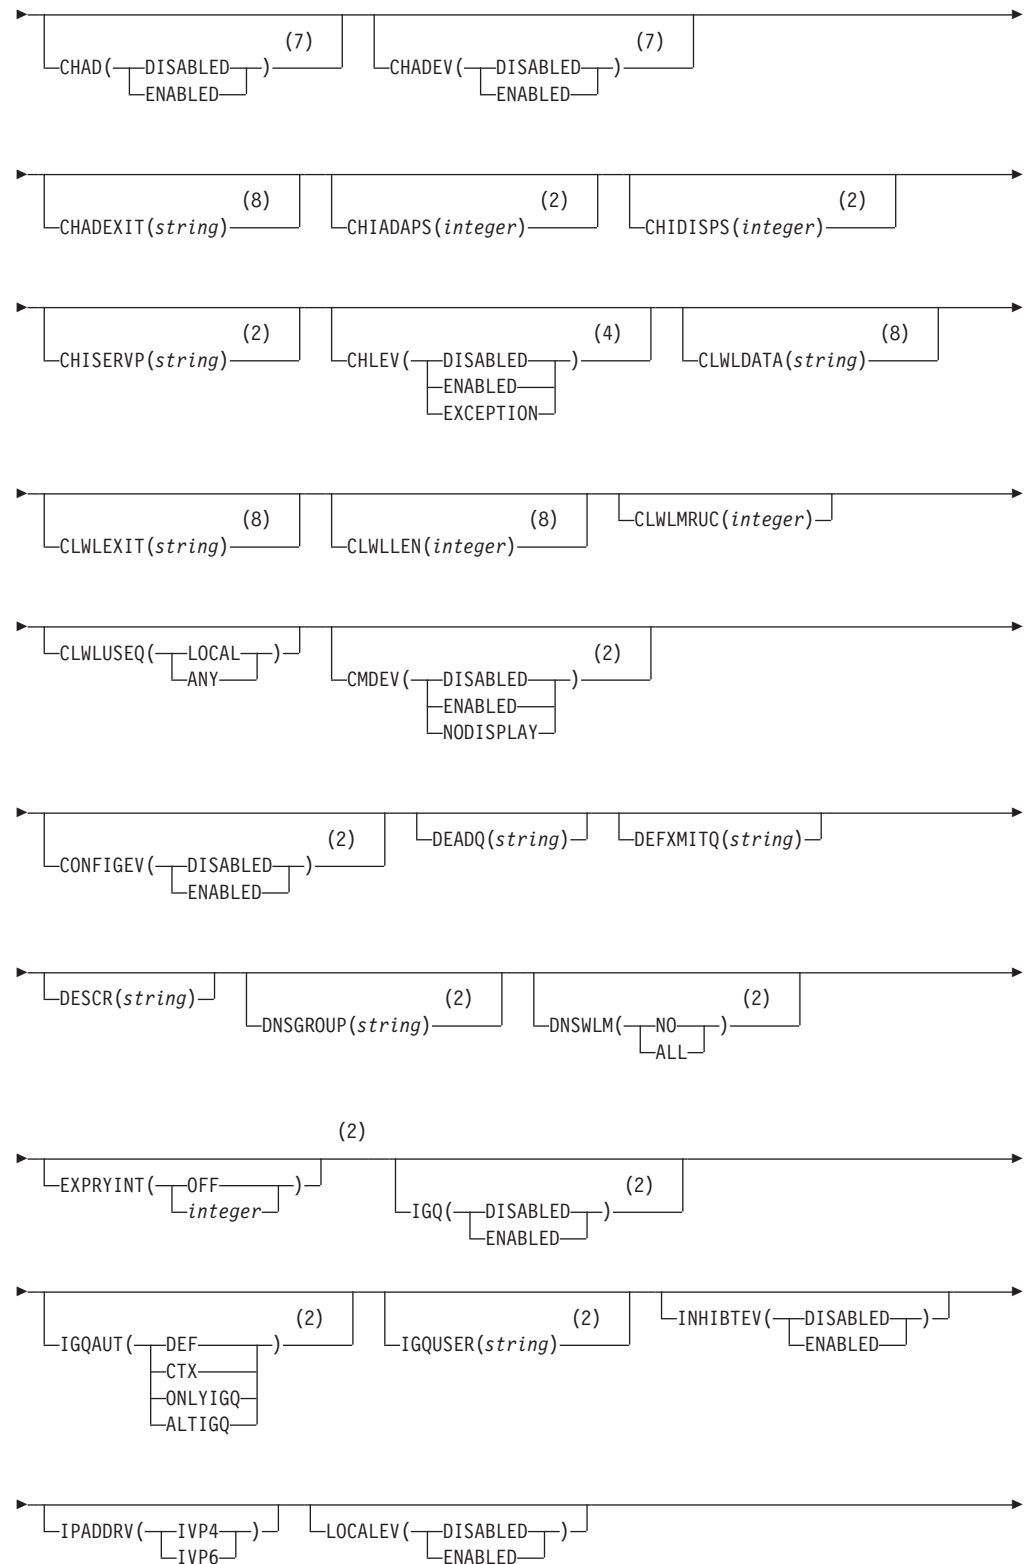 (7) (7)
CHAD( DISABLED ) CHADEV( DISABLED )
ENABLED ENABLED
(8) (2) (2)
CHADEXIT(string) CHIADAPS(integer) CHIDISPS(integer)
(2) (4) (8)
CHISERVP(string) CHLEV( DISABLED ) CLWLDATA(string)
ENABLED
EXCEPTION
(8) (8) CLWLMRUC(integer)
CLWLEXIT(string) CLWLLEN(integer)
CLWLUSEQ( LOCAL ) (2)
ANY CMDEV( DISABLED )
ENABLED
NODISPLAY
(2) DEADQ(string) DEFXMITQ(string)
CONFIGEV( DISABLED )
ENABLED
DESCR(string) (2) (2)
DNSGROUP(string) DNSWLM( NO )
ALL
(2)
EXPRYINT( OFF ) (2)
integer IGQ( DISABLED )
ENABLED
(2) (2) INHIBTEV( DISABLED )
IGQAUT( DEF ) IGQUSER(string) ENABLED
CTX
ONLYIGQ
ALTIGQ
IPADDRV( IVP4 ) LOCALEV( DISABLED )
IVP6 ENABLED